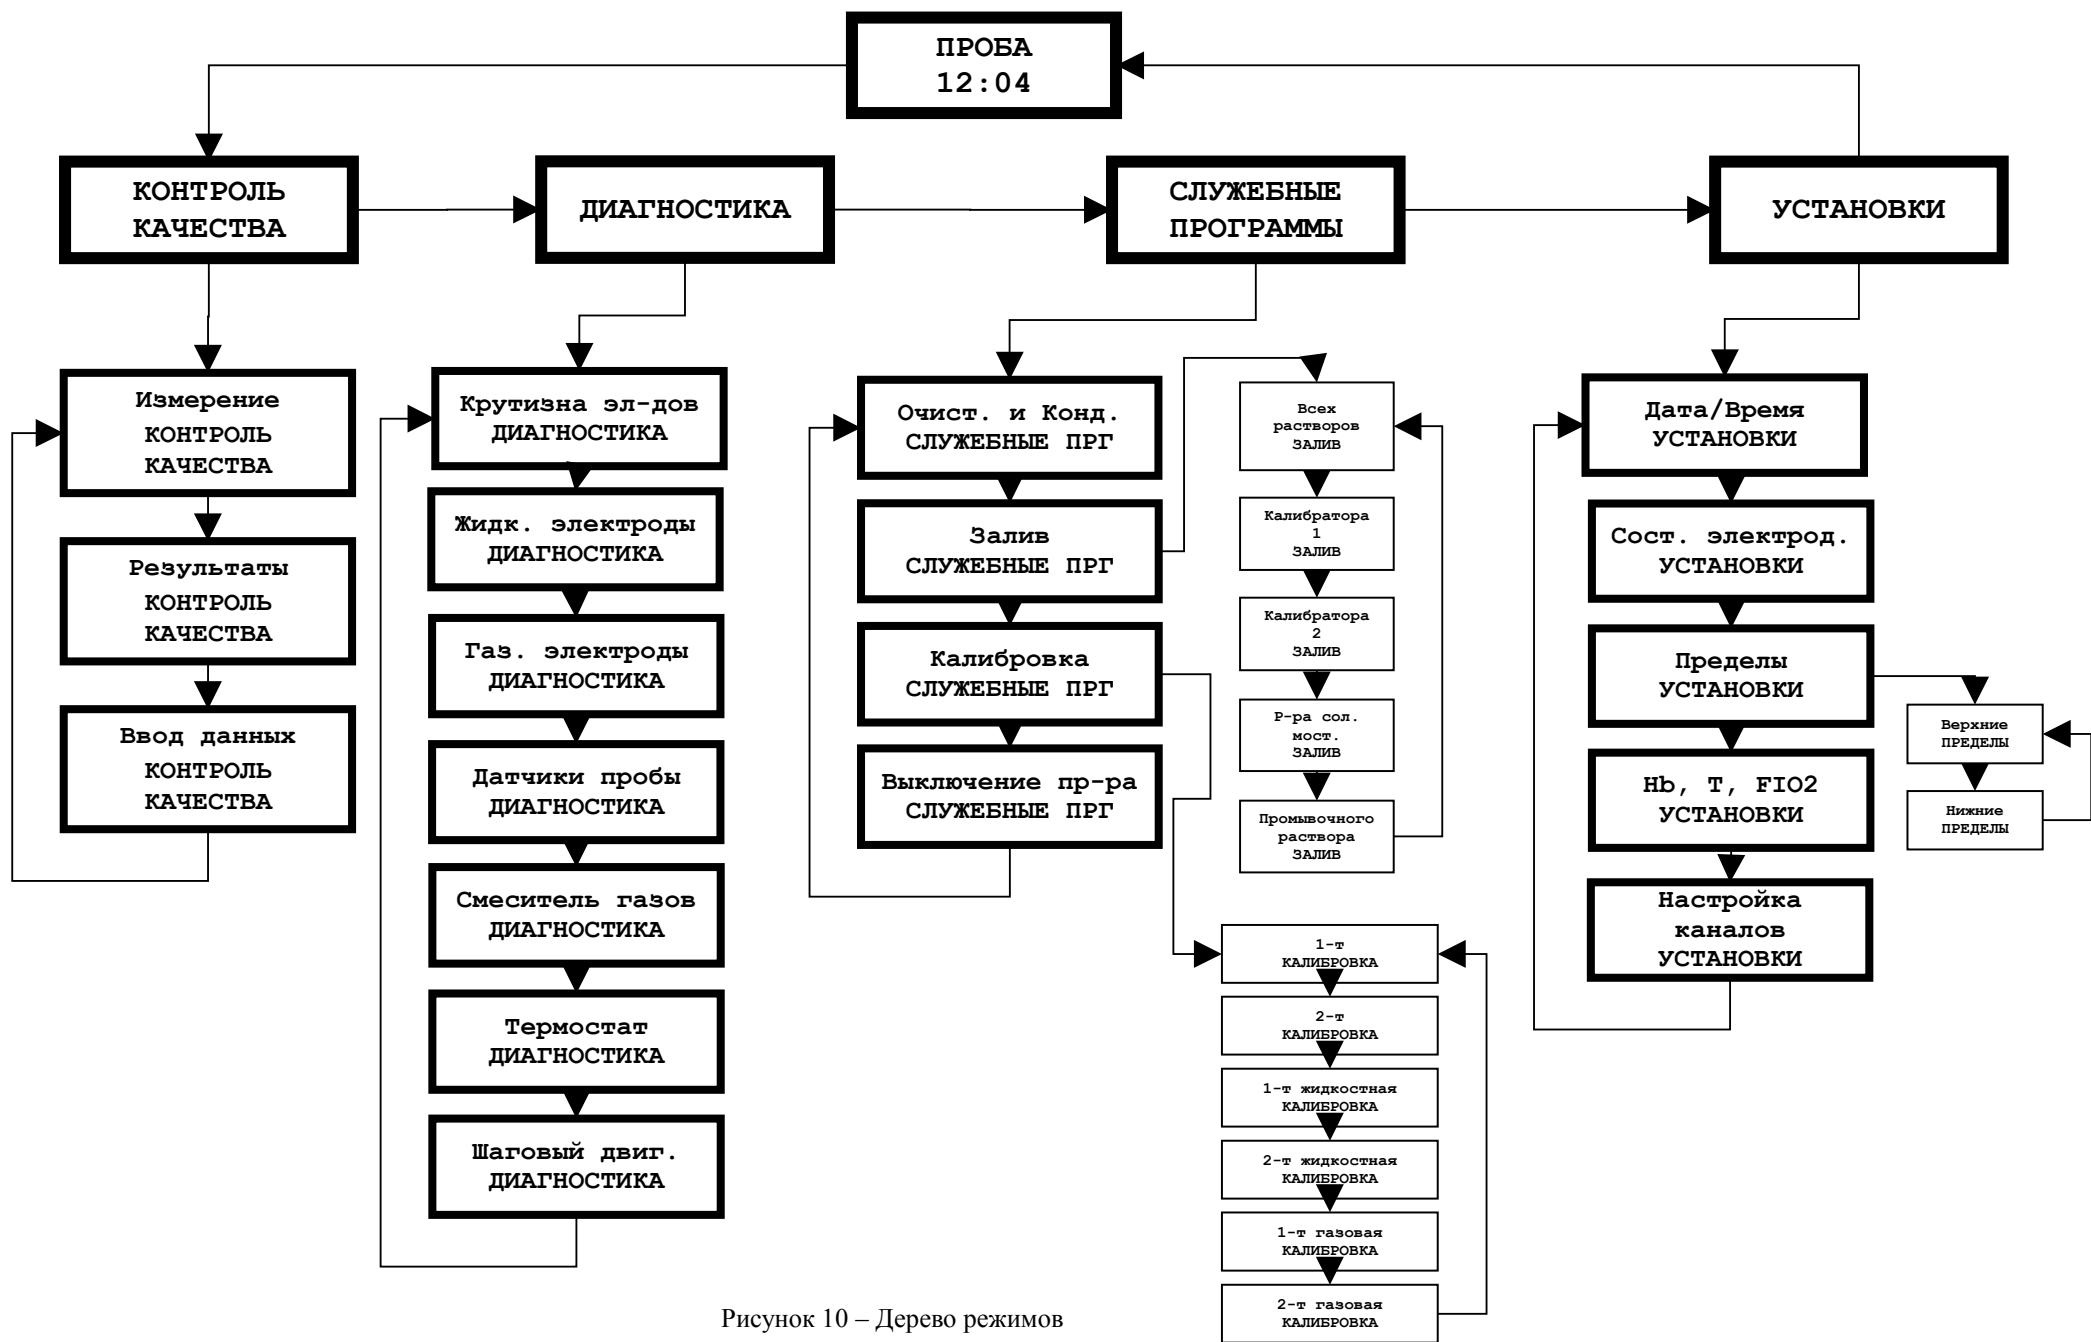 ПРОБА
12:04
КОНТРОЛЬ
КАЧЕСТВА
ДИАГНОСТИКА
СЛУЖЕБНЫЕ
ПРОГРАММЫ
УСТАНОВКИ
Измерение
КОНТРОЛЬ
КАЧЕСТВА
Результаты
КОНТРОЛЬ
КАЧЕСТВА
Ввод данных
КОНТРОЛЬ
КАЧЕСТВА
Крутизна эл-дов
ДИАГНОСТИКА
Жидк. электроды
ДИАГНОСТИКА
Газ. электроды
ДИАГНОСТИКА
Датчики пробы
ДИАГНОСТИКА
Смеситель газов
ДИАГНОСТИКА
Термостат
ДИАГНОСТИКА
Шаговый двиг.
ДИАГНОСТИКА
Очист. и Конд.
СЛУЖЕБНЫЕ ПРГ
Залив
СЛУЖЕБНЫЕ ПРГ
Калибровка
СЛУЖЕБНЫЕ ПРГ
Выключение пр-ра
СЛУЖЕБНЫЕ ПРГ
Всех
растворов
ЗАЛИВ
Калибратора
1
ЗАЛИВ
Калибратора
2
ЗАЛИВ
Р-ра сол.
мост.
ЗАЛИВ
Промывочного
раствора
ЗАЛИВ
1-т
КАЛИБРОВКА
2-т
КАЛИБРОВКА
1-т жидкостная
КАЛИБРОВКА
2-т жидкостная
КАЛИБРОВКА
1-т газовая
КАЛИБРОВКА
2-т газовая
КАЛИБРОВКА
Дата/Время
УСТАНОВКИ
Сост. электрод.
УСТАНОВКИ
Пределы
УСТАНОВКИ
Hb, T, FIO2
УСТАНОВКИ
Настройка
каналов
УСТАНОВКИ
Верхние
ПРЕДЕЛЫ
Нижние
ПРЕДЕЛЫ
Рисунок 10 – Дерево режимов